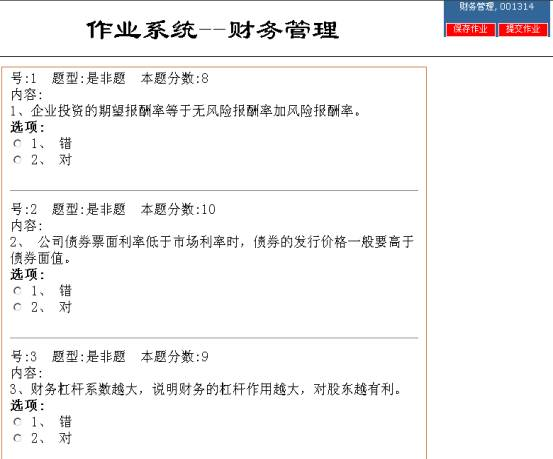 作业系统--财务管理
财务管理, 001314
保存作业 提交作业
号:1 题型:是非题 本题分数:8
内容:
1、企业投资的期望报酬率等于无风险报酬率加风险报酬率。
选项:
1、 错
2、 对
号:2 题型:是非题 本题分数:10
内容:
2、 公司债券票面利率低于市场利率时，债券的发行价格一般要高于
债券面值。
选项:
1、 错
2、 对
号:3 题型:是非题 本题分数:9
内容:
3、财务杠杆系数越大，说明财务的杠杆作用越大，对股东越有利。
选项:
1、 错
2、 对